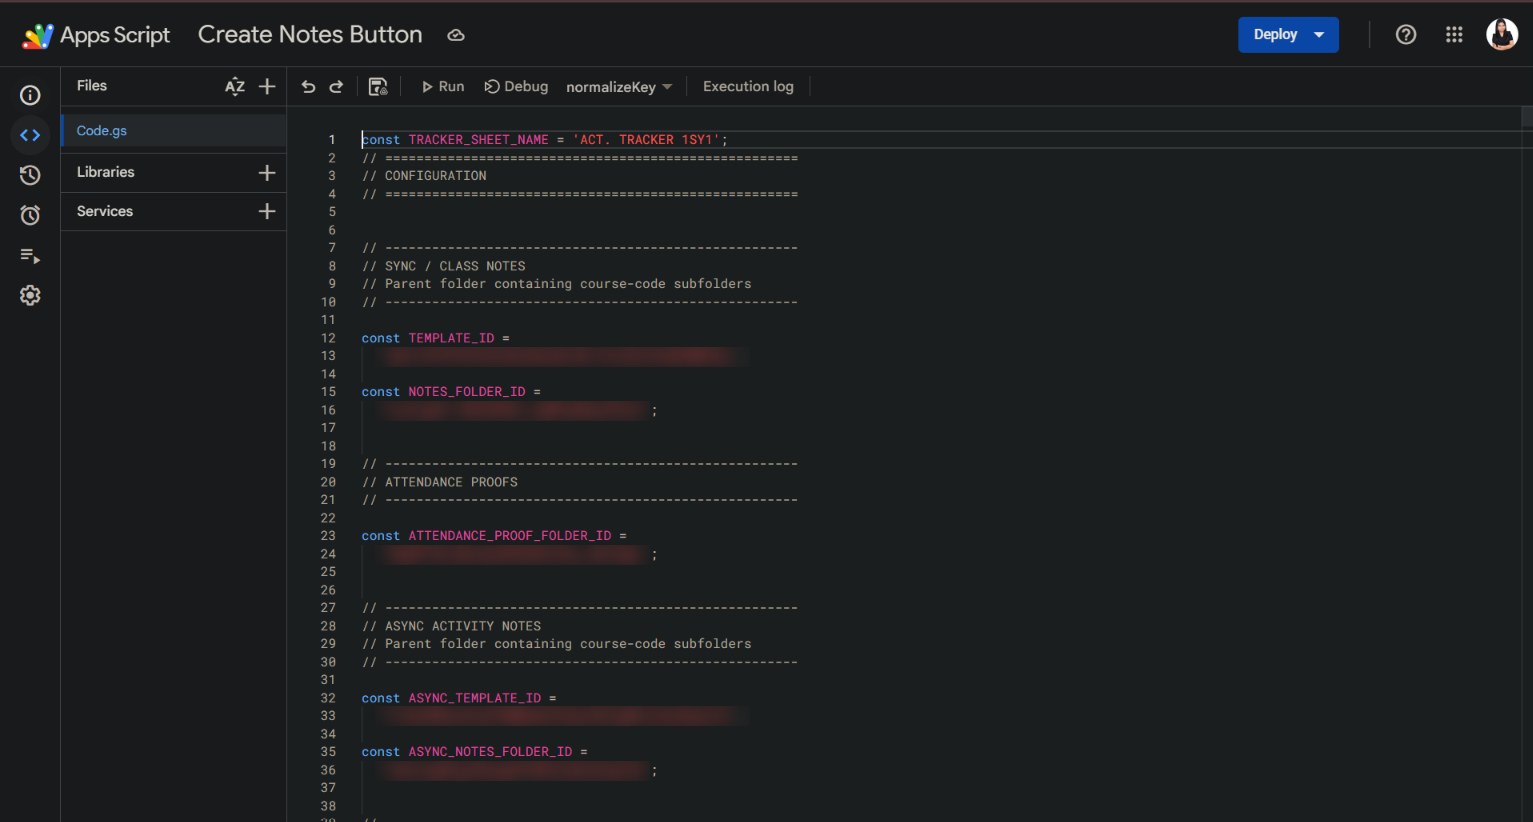 Apps Script
Create Notes Button
Deploy
Files
AZ
Run
Debug
normalizeKey
Execution log
Code.gs
Libraries
Services
1 const TRACKER_SHEET_NAME = 'ACT. TRACKER 1SY1';
2 // =====================================================
3 // CONFIGURATION
4 // =====================================================
5
6
7 // -----------------------------------------------------
8 // SYNC / CLASS NOTES
9 // Parent folder containing course-code subfolders
10 // -----------------------------------------------------
11
12 const TEMPLATE_ID =
13
14
15 const NOTES_FOLDER_ID =
16 ;
17
18
19 // -----------------------------------------------------
20 // ATTENDANCE PROOFS
21 // -----------------------------------------------------
22
23 const ATTENDANCE_PROOF_FOLDER_ID =
24 ;
25
26
27 // -----------------------------------------------------
28 // ASYNC ACTIVITY NOTES
29 // Parent folder containing course-code subfolders
30 // -----------------------------------------------------
31
32 const ASYNC_TEMPLATE_ID =
33
34
35 const ASYNC_NOTES_FOLDER_ID =
36 ;
37
38